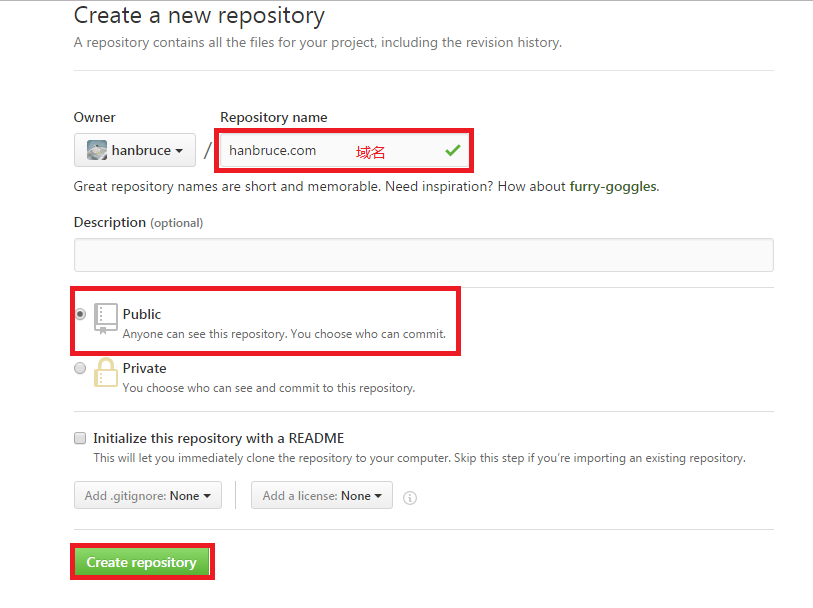 Create a new repository
A repository contains all the files for your project, including the revision history.
Owner
Repository name
hanbruce
/
hanbruce.com 域名
Great repository names are short and memorable. Need inspiration? How about furry-goggles.
Description (optional)
Public
Anyone can see this repository. You choose who can commit.
Private
You choose who can see and commit to this repository.
Initialize this repository with a README
This will let you immediately clone the repository to your computer. Skip this step if you’re importing an existing repository.
Add .gitignore: None
Add a license: None
Create repository